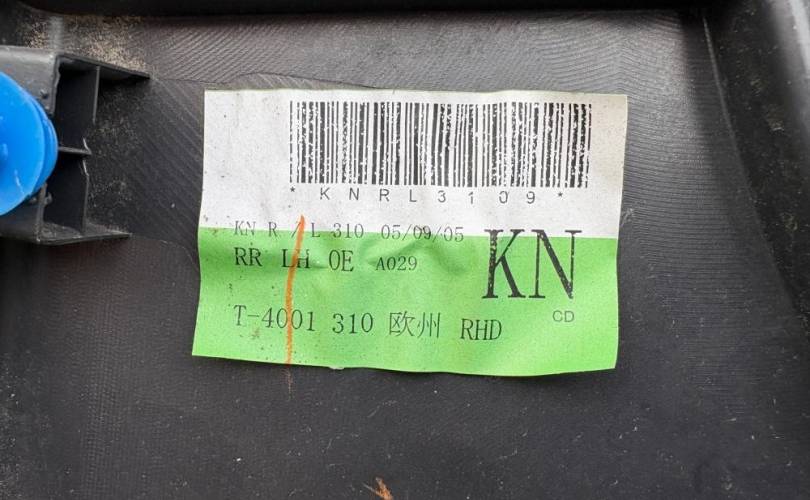 *KNRL3109*
KN R / L 310 05/09/05
RR LH 0E A029
KN
T-4001 310 欧州 RHD
CD